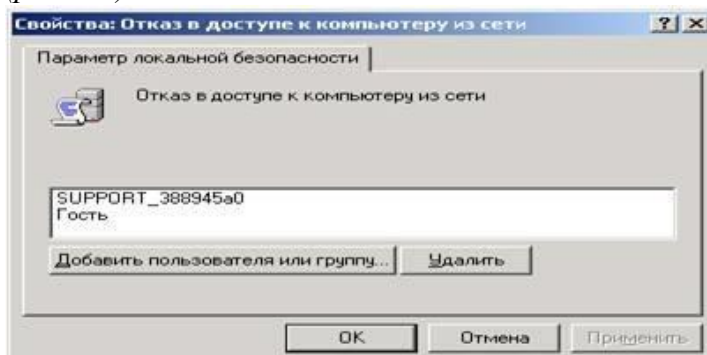 Свойства: Отказ в доступе к компьютеру из сети
Параметр локальной безопасности
Отказ в доступе к компьютеру из сети
SUPPORT_388945a0
Гость
Добавить пользователя или группу... Удалить
ОК Отмена Применить